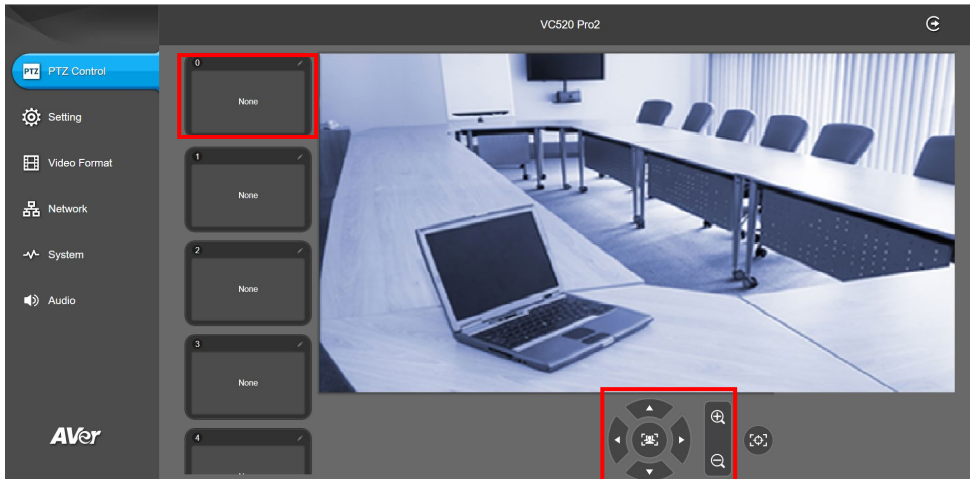 VC520 Pro2
PTZ PTZ Control
Setting
Video Format
Network
System
Audio
AVer
0
None
1
None
2
None
3
None
4